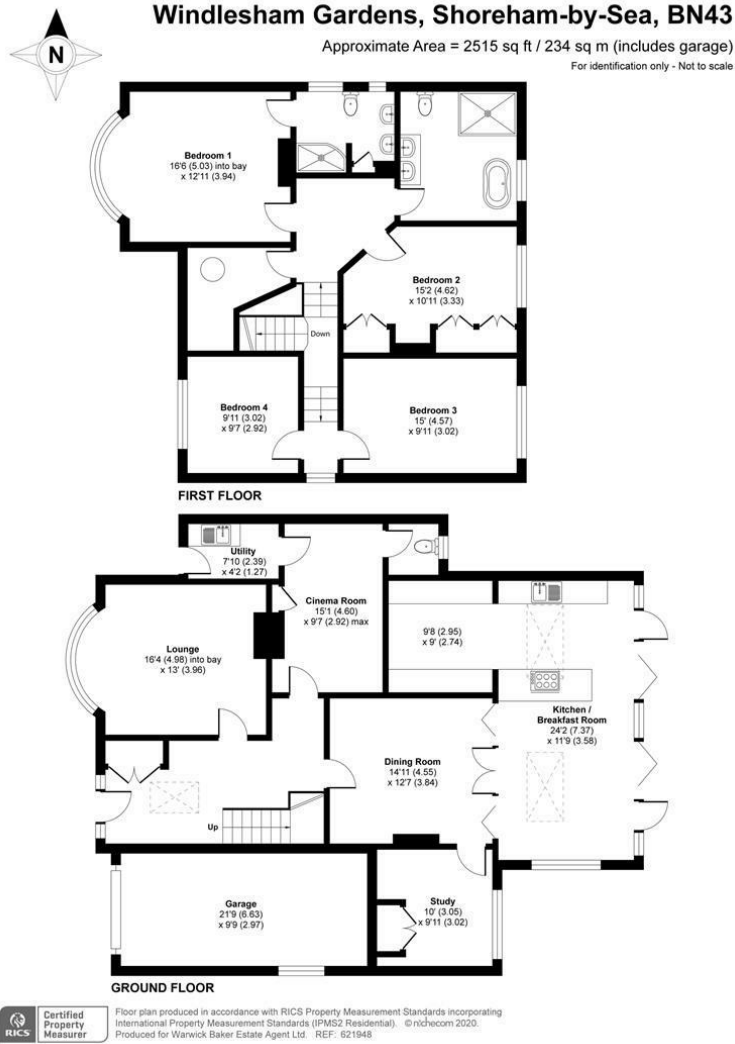 Windlesham Gardens, Shoreham-by-Sea, BN43
Approximate Area = 2515 sq ft / 234 sq m (includes garage)
For identification only - Not to scale
N
Bedroom 1
16'6 (5.03) into bay
x 12'11 (3.94)
Bedroom 2
15'2 (4.62)
x 10'11 (3.33)
Down
Bedroom 4
9'11 (3.02)
x 9'7 (2.92)
Bedroom 3
15' (4.57)
x 9'11 (3.02)
FIRST FLOOR
Utility
7'10 (2.39)
x 4'2 (1.27)
Cinema Room
15'1 (4.60)
x 9'7 (2.92) max
9'8 (2.95)
x 9' (2.74)
Lounge
16'4 (4.98) into bay
x 13' (3.96)
Kitchen /
Breakfast Room
24'2 (7.37)
x 11'9 (3.58)
Dining Room
14'11 (4.55)
x 12'7 (3.84)
Up
Garage
21'9 (6.63)
x 9'9 (2.97)
Study
10' (3.05)
x 9'11 (3.02)
GROUND FLOOR
RICS
Certified
Property
Measurer
Floor plan produced in accordance with RICS Property Measurement Standards incorporating
International Property Measurement Standards (IPMS2 Residential). © nichecom 2020.
Produced for Warwick Baker Estate Agent Ltd. REF: 621948